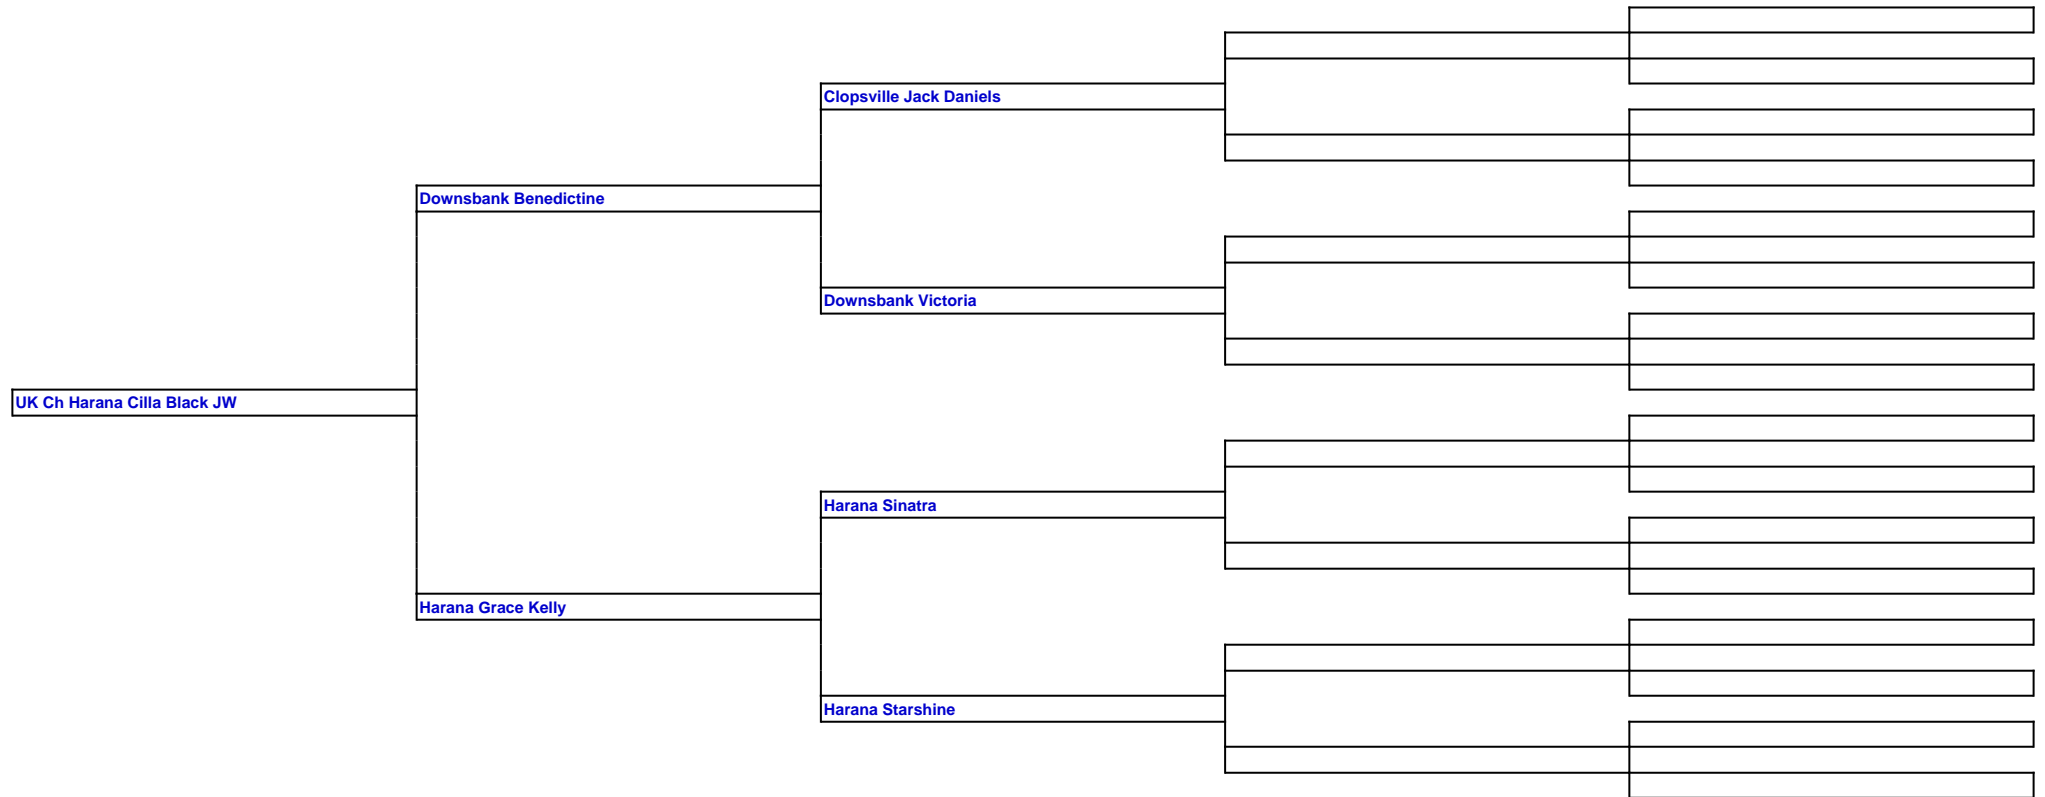 Clopsville Jack Daniels
Downsbank Benedictine
Downsbank Victoria
UK Ch Harana Cilla Black JW
Harana Sinatra
Harana Grace Kelly
Harana Starshine